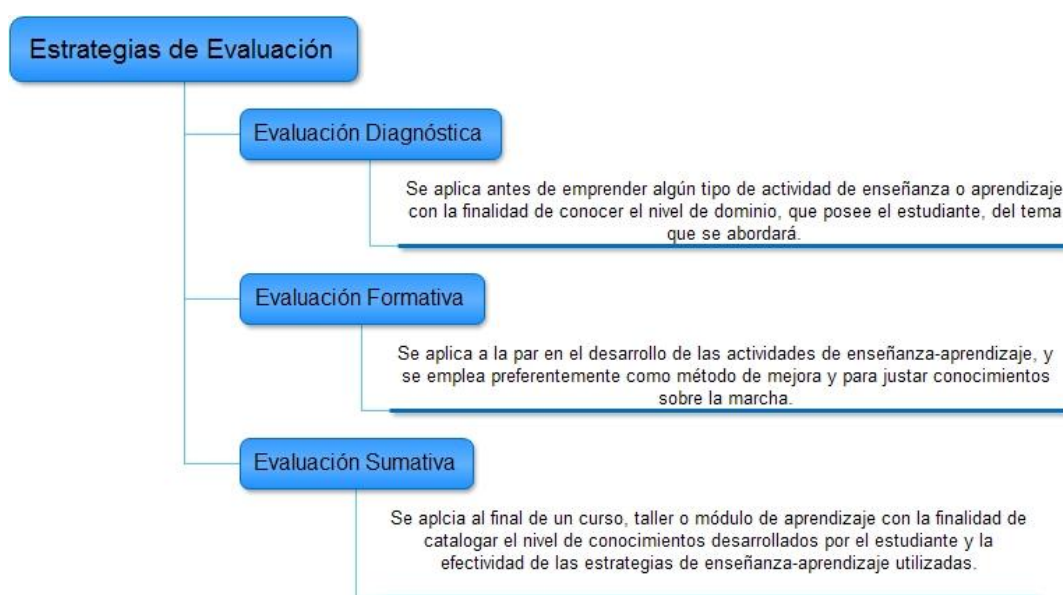 Estrategias de Evaluación
Evaluación Diagnóstica
Se aplica antes de emprender algún tipo de actividad de enseñanza o aprendizaje
con la finalidad de conocer el nivel de dominio, que posee el estudiante, del tema
que se abordará.
Evaluación Formativa
Se aplica a la par en el desarrollo de las actividades de enseñanza-aprendizaje, y
se emplea preferentemente como método de mejora y para justar conocimientos
sobre la marcha.
Evaluación Sumativa
Se aplcia al final de un curso, taller o módulo de aprendizaje con la finalidad de
catalogar el nivel de conocimientos desarrollados por el estudiante y la
efectividad de las estrategias de enseñanza-aprendizaje utilizadas.